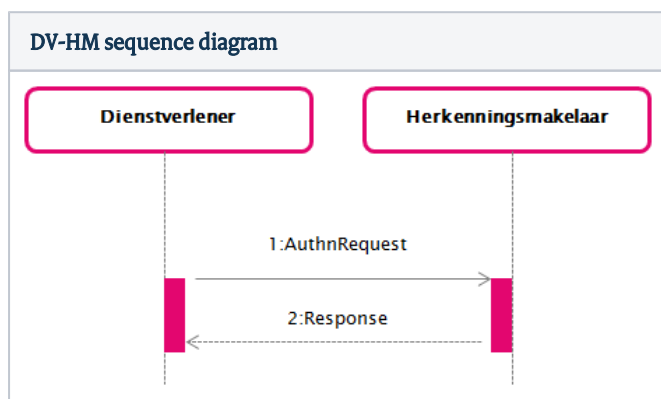 DV-HM sequence diagram
Dienstverlener
Herkenningsmakelaar
1:AuthnRequest
2:Response